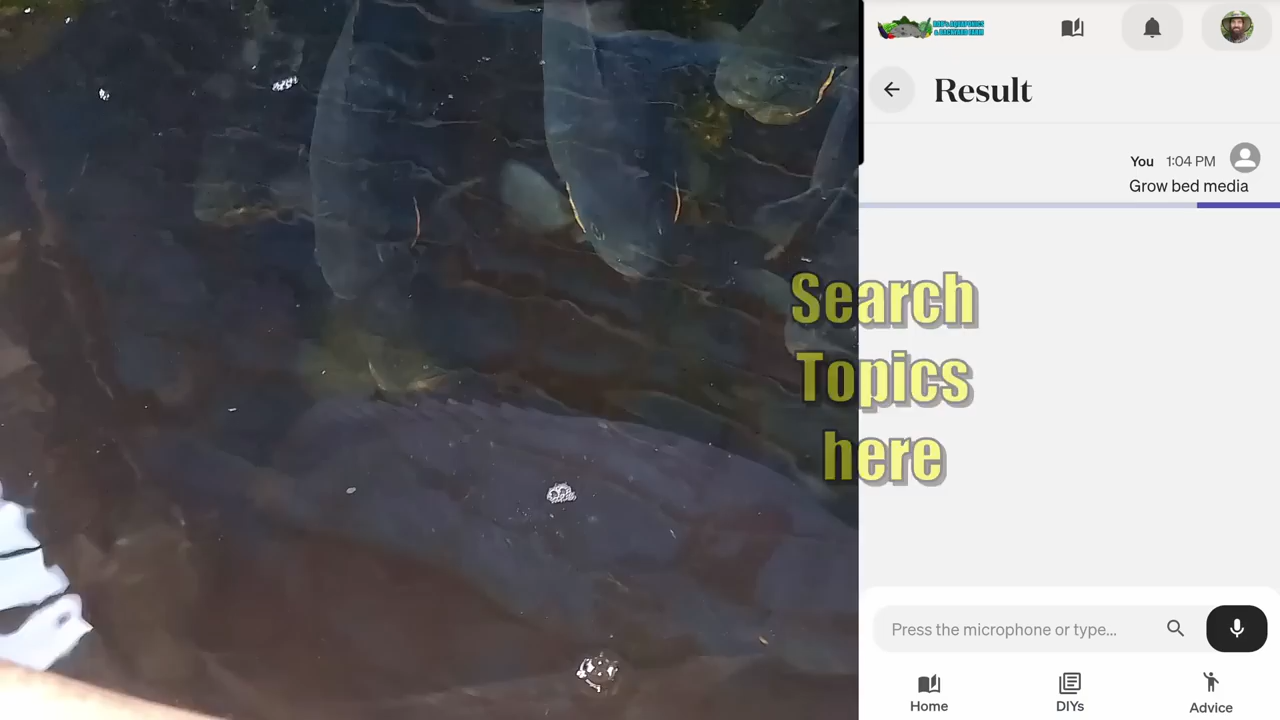 Result
You 1:04 PM
Grow bed media
Search
Topics
here
Press the microphone or type...
Home
DIYs
Advice